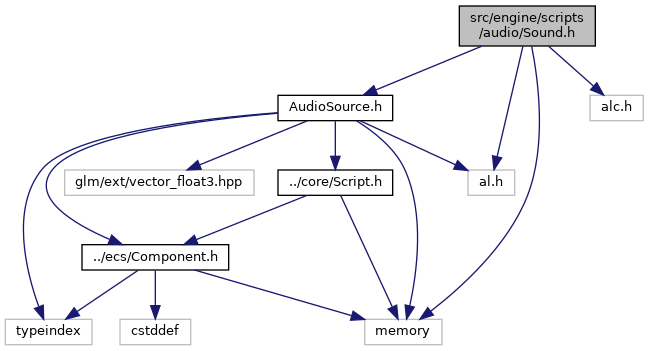 src/engine/scripts
/audio/Sound.h
AudioSource.h
alc.h
glm/ext/vector_float3.hpp
../core/Script.h
al.h
../ecs/Component.h
typeindex
cstddef
memory